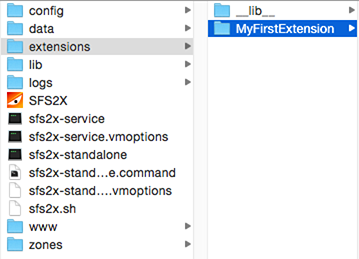 config
data
extensions
lib
logs
SFS2X
sfs2x-service
sfs2x-service.vmoptions
sfs2x-standalone
sfs2x-stand...e.command
sfs2x-stand....vmoptions
sfs2x.sh
www
zones
__lib__
MyFirstExtension